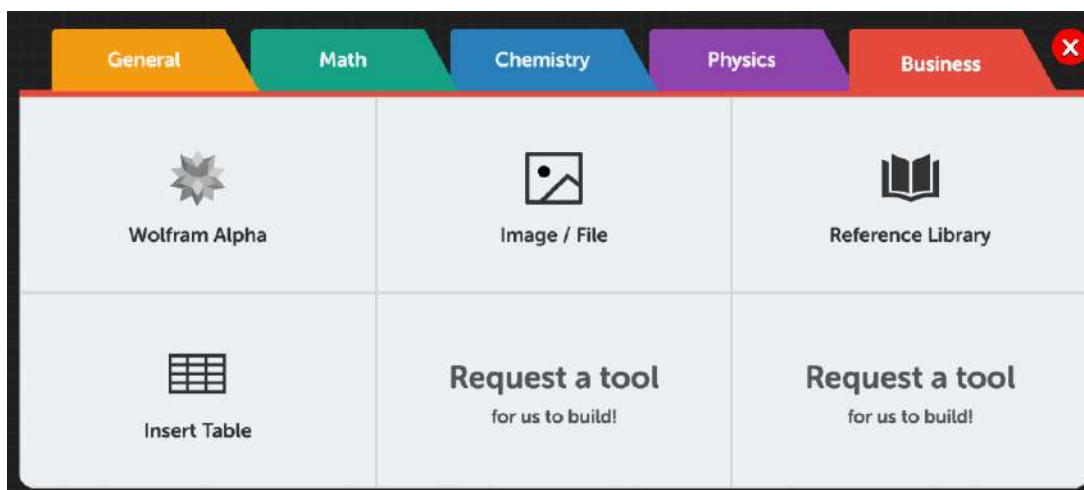 General
Math
Chemistry
Physics
Business
Wolfram Alpha
Image / File
Reference Library
Insert Table
Request a tool
for us to build!
Request a tool
for us to build!